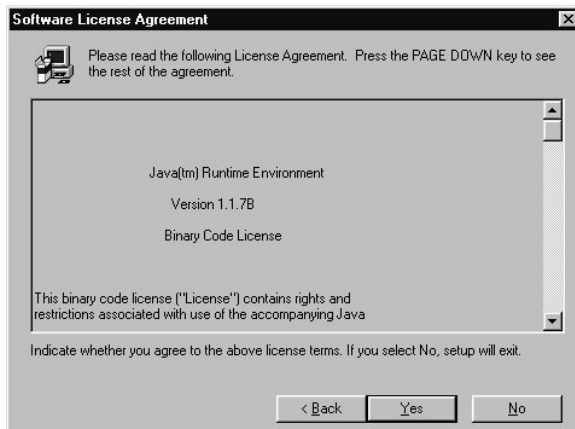 Software License Agreement
Please read the following License Agreement. Press the PAGE DOWN key to see
the rest of the agreement.
Java(tm) Runtime Environment
Version 1.1.7B
Binary Code License
This binary code license ("License") contains rights and
restrictions associated with use of the accompanying Java
Indicate whether you agree to the above license terms. If you select No, setup will exit.
< Back Yes No